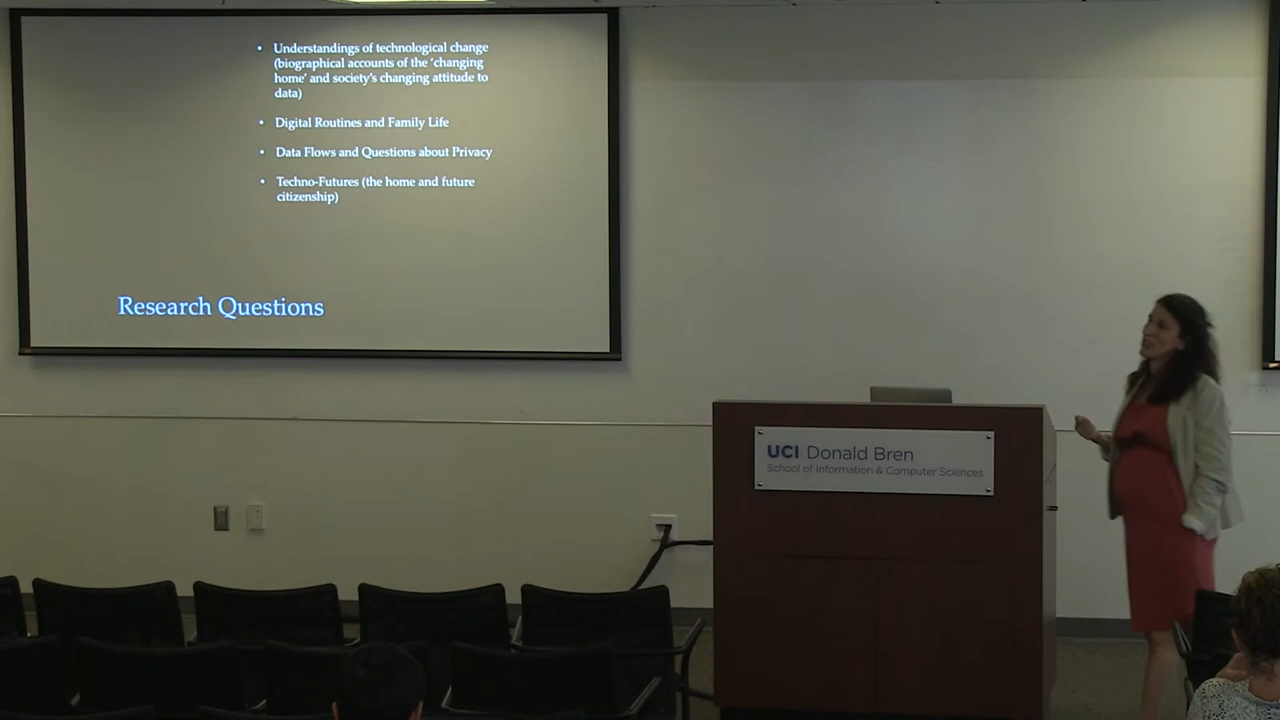 • Understandings of technological change
(biographical accounts of the 'changing
home' and society's changing attitude to
data)
• Digital Routines and Family Life
• Data Flows and Questions about Privacy
• Techno-Futures (the home and future
citizenship)
Research Questions
UCI Donald Bren
School of Information & Computer Sciences